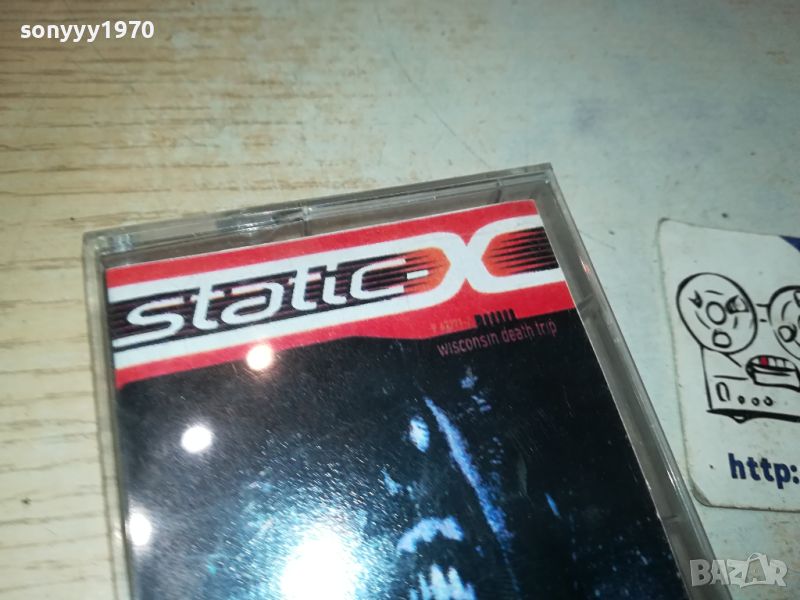 sonyyy1970
static-X
wisconsin death trip
http:
BAZAR